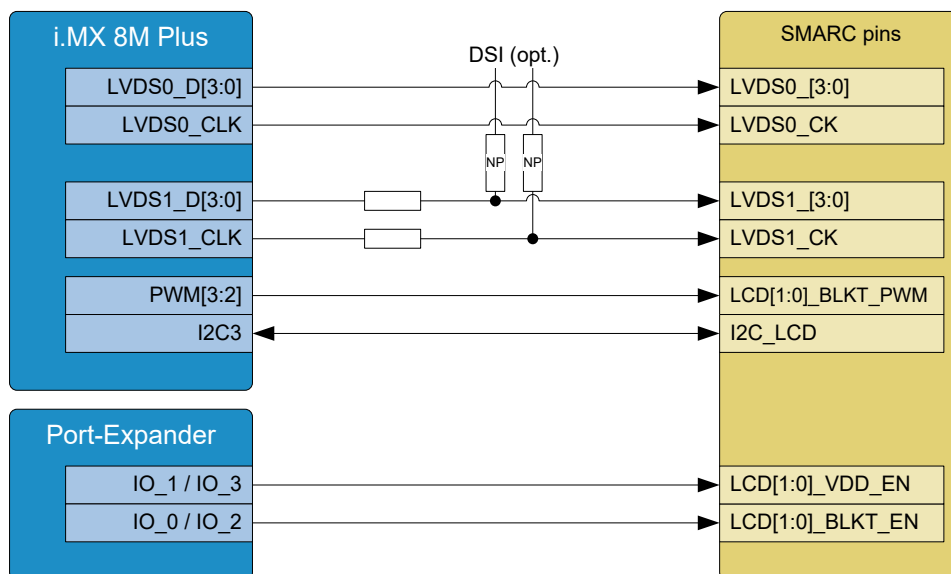 i.MX 8M Plus
SMARC pins
DSI (opt.)
LVDS0_D[3:0]
LVDS0_[3:0]
LVDS0_CLK
LVDS0_CK
NP
NP
LVDS1_D[3:0]
LVDS1_[3:0]
LVDS1_CLK
LVDS1_CK
PWM[3:2]
LCD[1:0]_BLKT_PWM
I2C3
I2C_LCD
Port-Expander
IO_1 / IO_3
LCD[1:0]_VDD_EN
IO_0 / IO_2
LCD[1:0]_BLKT_EN